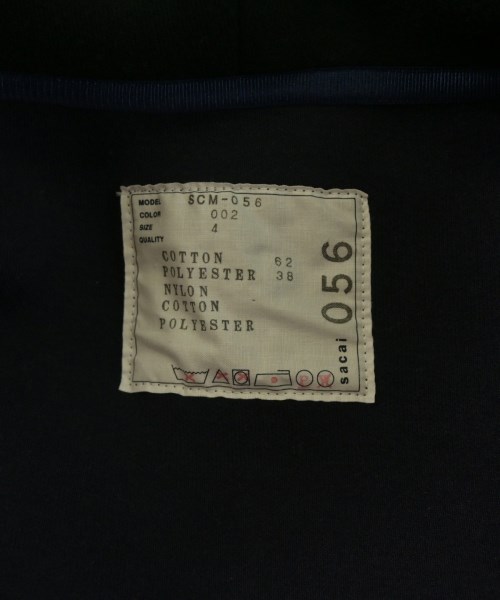 MODEL SCM-056
COLOR 002
SIZE 4
QUALITY
COTTON 62
POLYESTER 38
NYLON
COTTON
POLYESTER
sacai 056